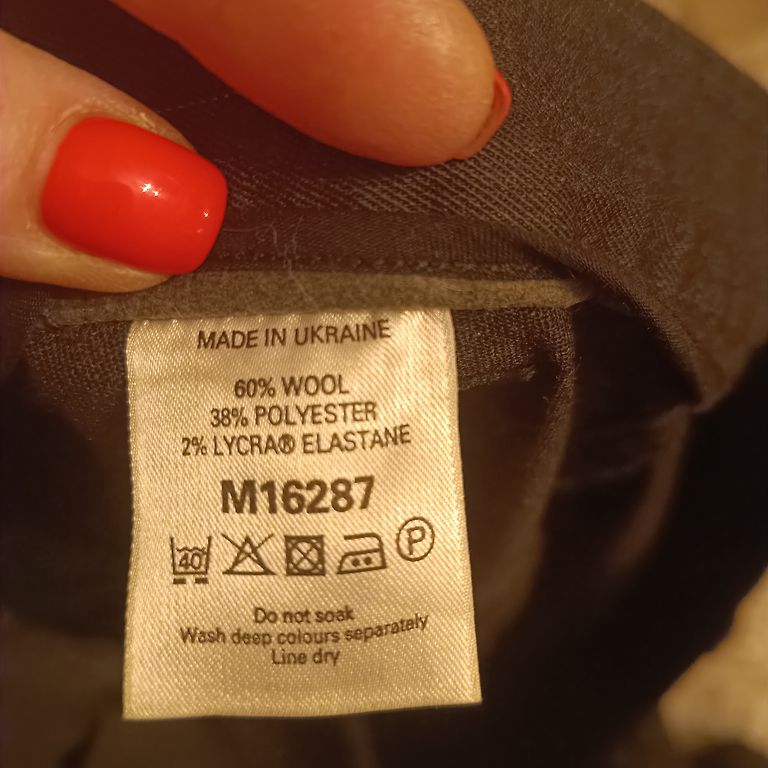 MADE IN UKRAINE
60% WOOL
38% POLYESTER
2% LYCRA® ELASTANE
M16287
40 P
Do not soak
Wash deep colours separately
Line dry